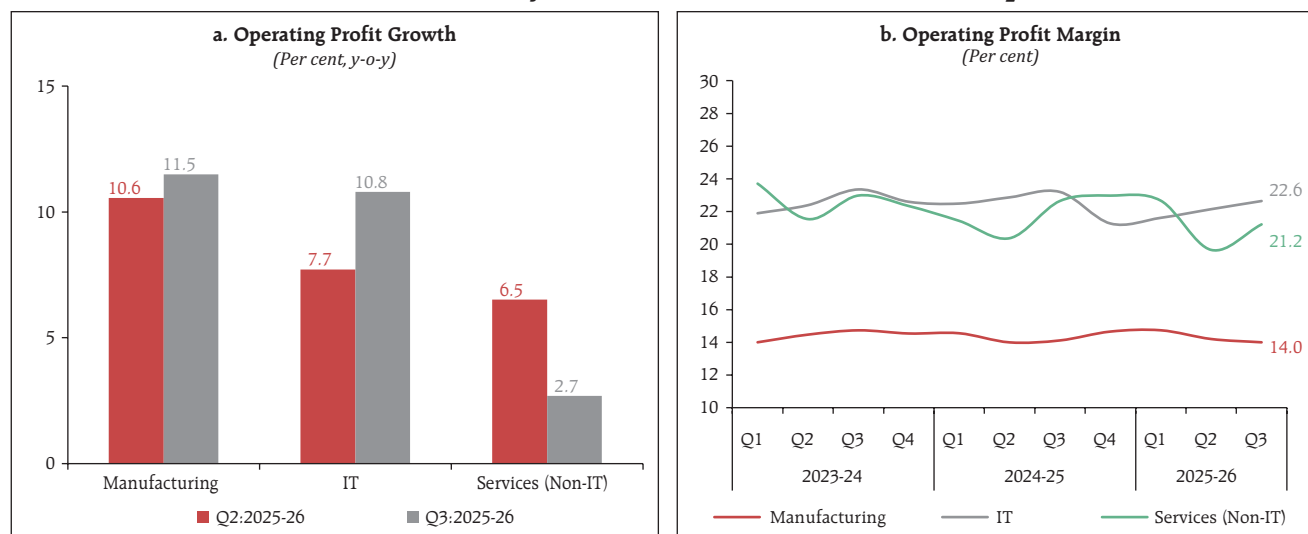 a. Operating Profit Growth
(Per cent, y-o-y)
15
10
5
0
10.6
11.5
7.7
10.8
6.5
2.7
Manufacturing
IT
Services (Non-IT)
Q2:2025-26
Q3:2025-26
b. Operating Profit Margin
(Per cent)
30
28
26
24
22
20
18
16
14
12
10
22.6
21.2
14.0
Q1 Q2 Q3 Q4 Q1 Q2 Q3 Q4 Q1 Q2 Q3
2023-24 2024-25 2025-26
Manufacturing
IT
Services (Non-IT)